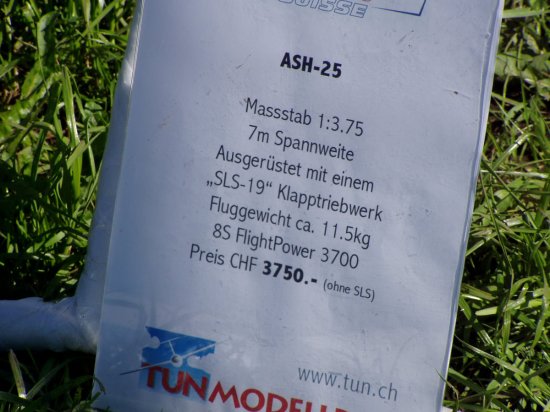 SUISSE
ASH-25
Massstab 1:3.75
7m Spannweite
Ausgerüstet mit einem
„SLS-19“ Klapptriebwerk
Fluggewicht ca. 11.5kg
8S FlightPower 3700
Preis CHF 3750.- (ohne SLS)
www.tun.ch